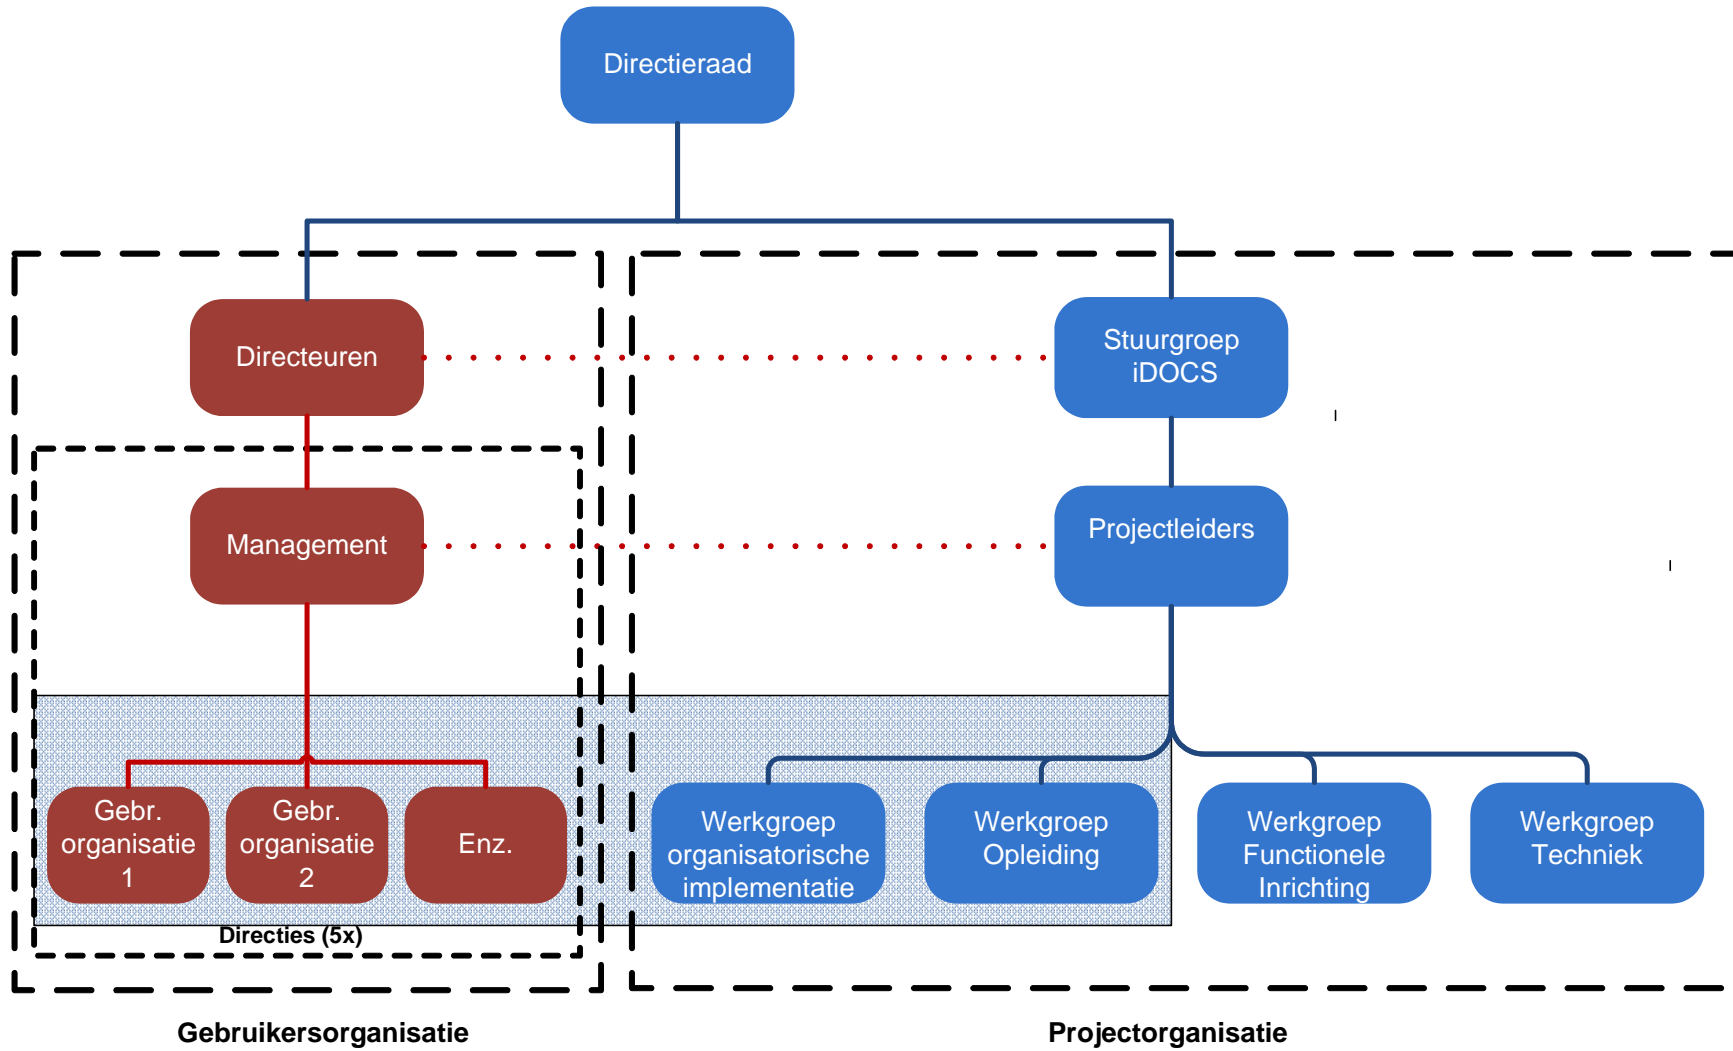 Directieraad
Directeuren
Stuurgroep
iDOCS
Management
Projectleiders
Gebr.
organisatie
1
Gebr.
organisatie
2
Enz.
Werkgroep
organisatorische
implementatie
Werkgroep
Opleiding
Werkgroep
Functionele
Inrichting
Werkgroep
Techniek
Directies (5x)
Gebruikersorganisatie
Projectorganisatie